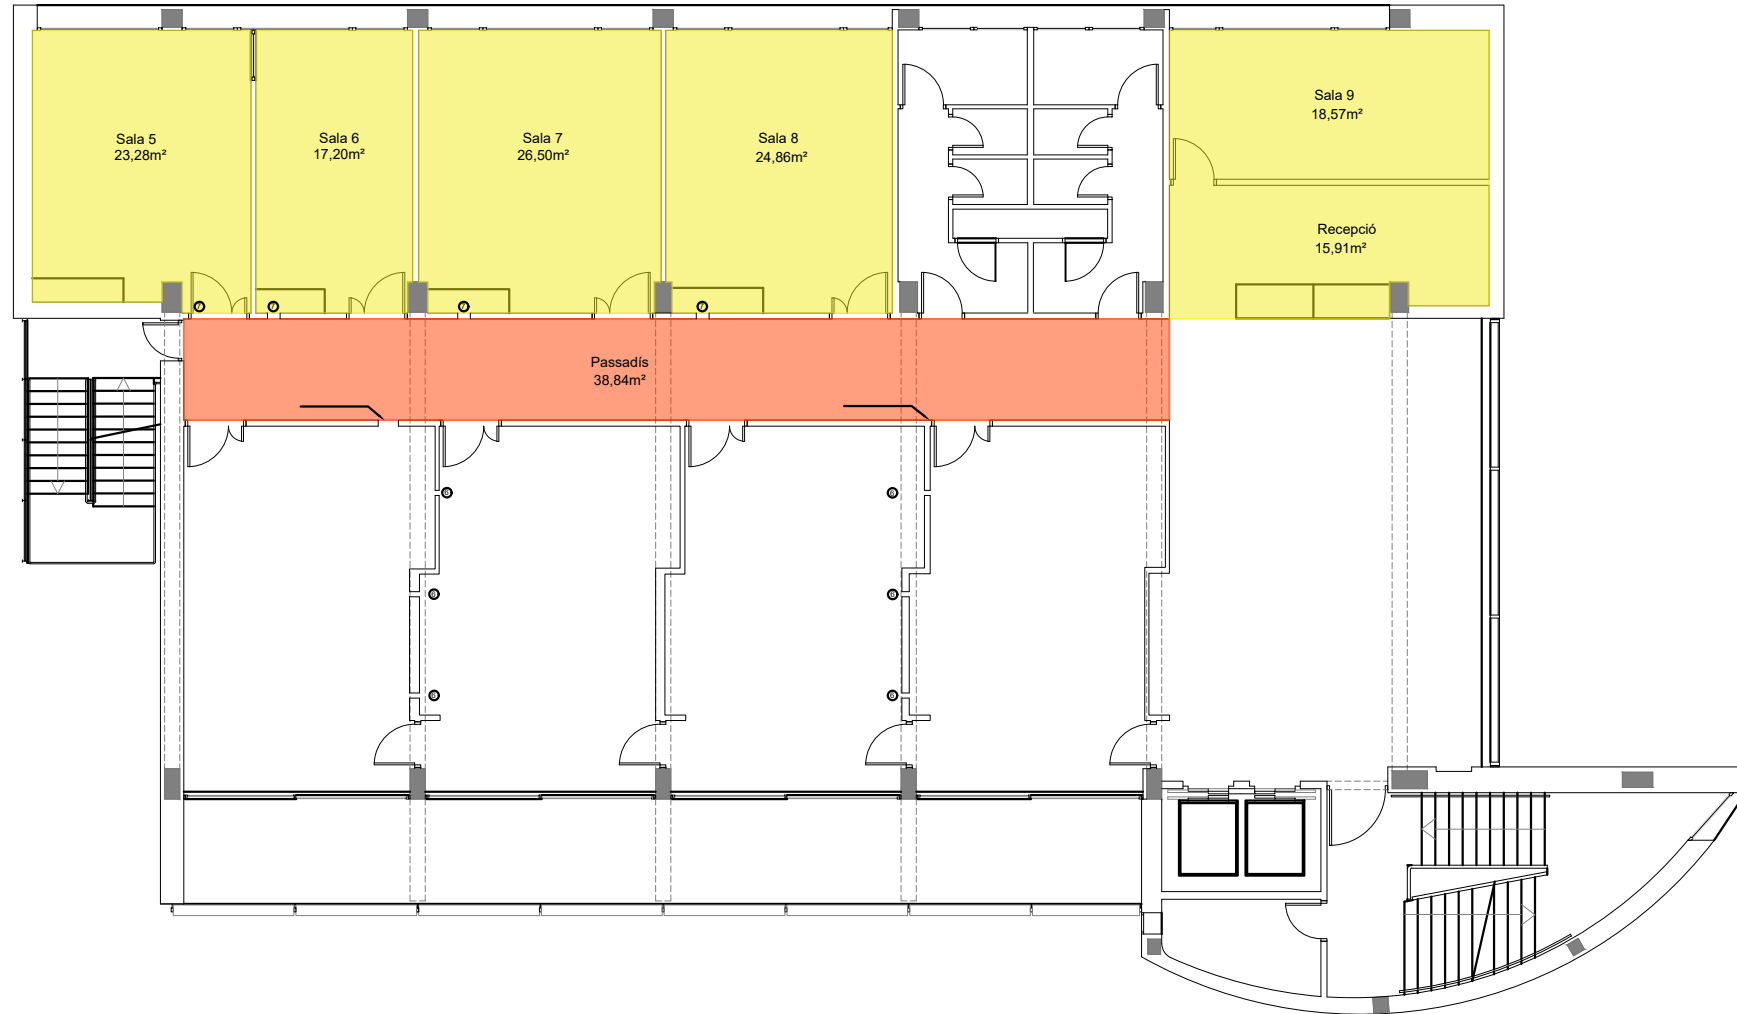 Sala 5
23,28m²
Sala 6
17,20m²
Sala 7
26,50m²
Sala 8
24,86m²
Sala 9
18,57m²
Recepció
15,91m²
Passadís
38,84m²